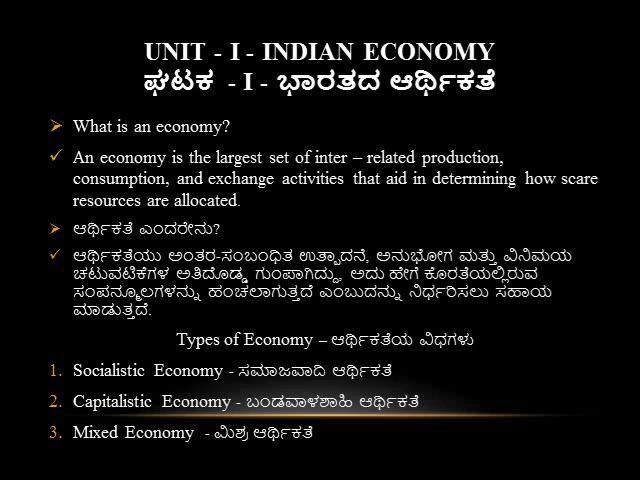 UNIT - I - INDIAN ECONOMY
ಘಟಕ - I - ಭಾರತದ ಆರ್ಥಿಕತೆ
What is an economy?
An economy is the largest set of inter – related production,
consumption, and exchange activities that aid in determining how scare
resources are allocated.
ಆರ್ಥಿಕತೆ ಎಂದರೇನು?
ಆರ್ಥಿಕತೆಯು ಅಂತರ-ಸಂಬಂಧಿತ ಉತ್ಪಾದನೆ, ಅನುಭೋಗ ಮತ್ತು ವಿನಿಮಯ
ಚಟುವಟಿಕೆಗಳ ಅತಿದೊಡ್ಡ ಗುಂಪಾಗಿದ್ದು, ಅದು ಹೇಗೆ ಕೊರತೆಯಲ್ಲಿರುವ
ಸಂಪನ್ಮೂಲಗಳನ್ನು ಹಂಚಲಾಗುತ್ತದೆ ಎಂಬುದನ್ನು ನಿರ್ಧರಿಸಲು ಸಹಾಯ
ಮಾಡುತ್ತದೆ.
Types of Economy – ಆರ್ಥಿಕತೆಯ ವಿಧಗಳು
1. Socialistic Economy - ಸಮಾಜವಾದಿ ಆರ್ಥಿಕತೆ
2. Capitalistic Economy - ಬಂಡವಾಳಶಾಹಿ ಆರ್ಥಿಕತೆ
3. Mixed Economy - ಮಿಶ್ರ ಆರ್ಥಿಕತೆ